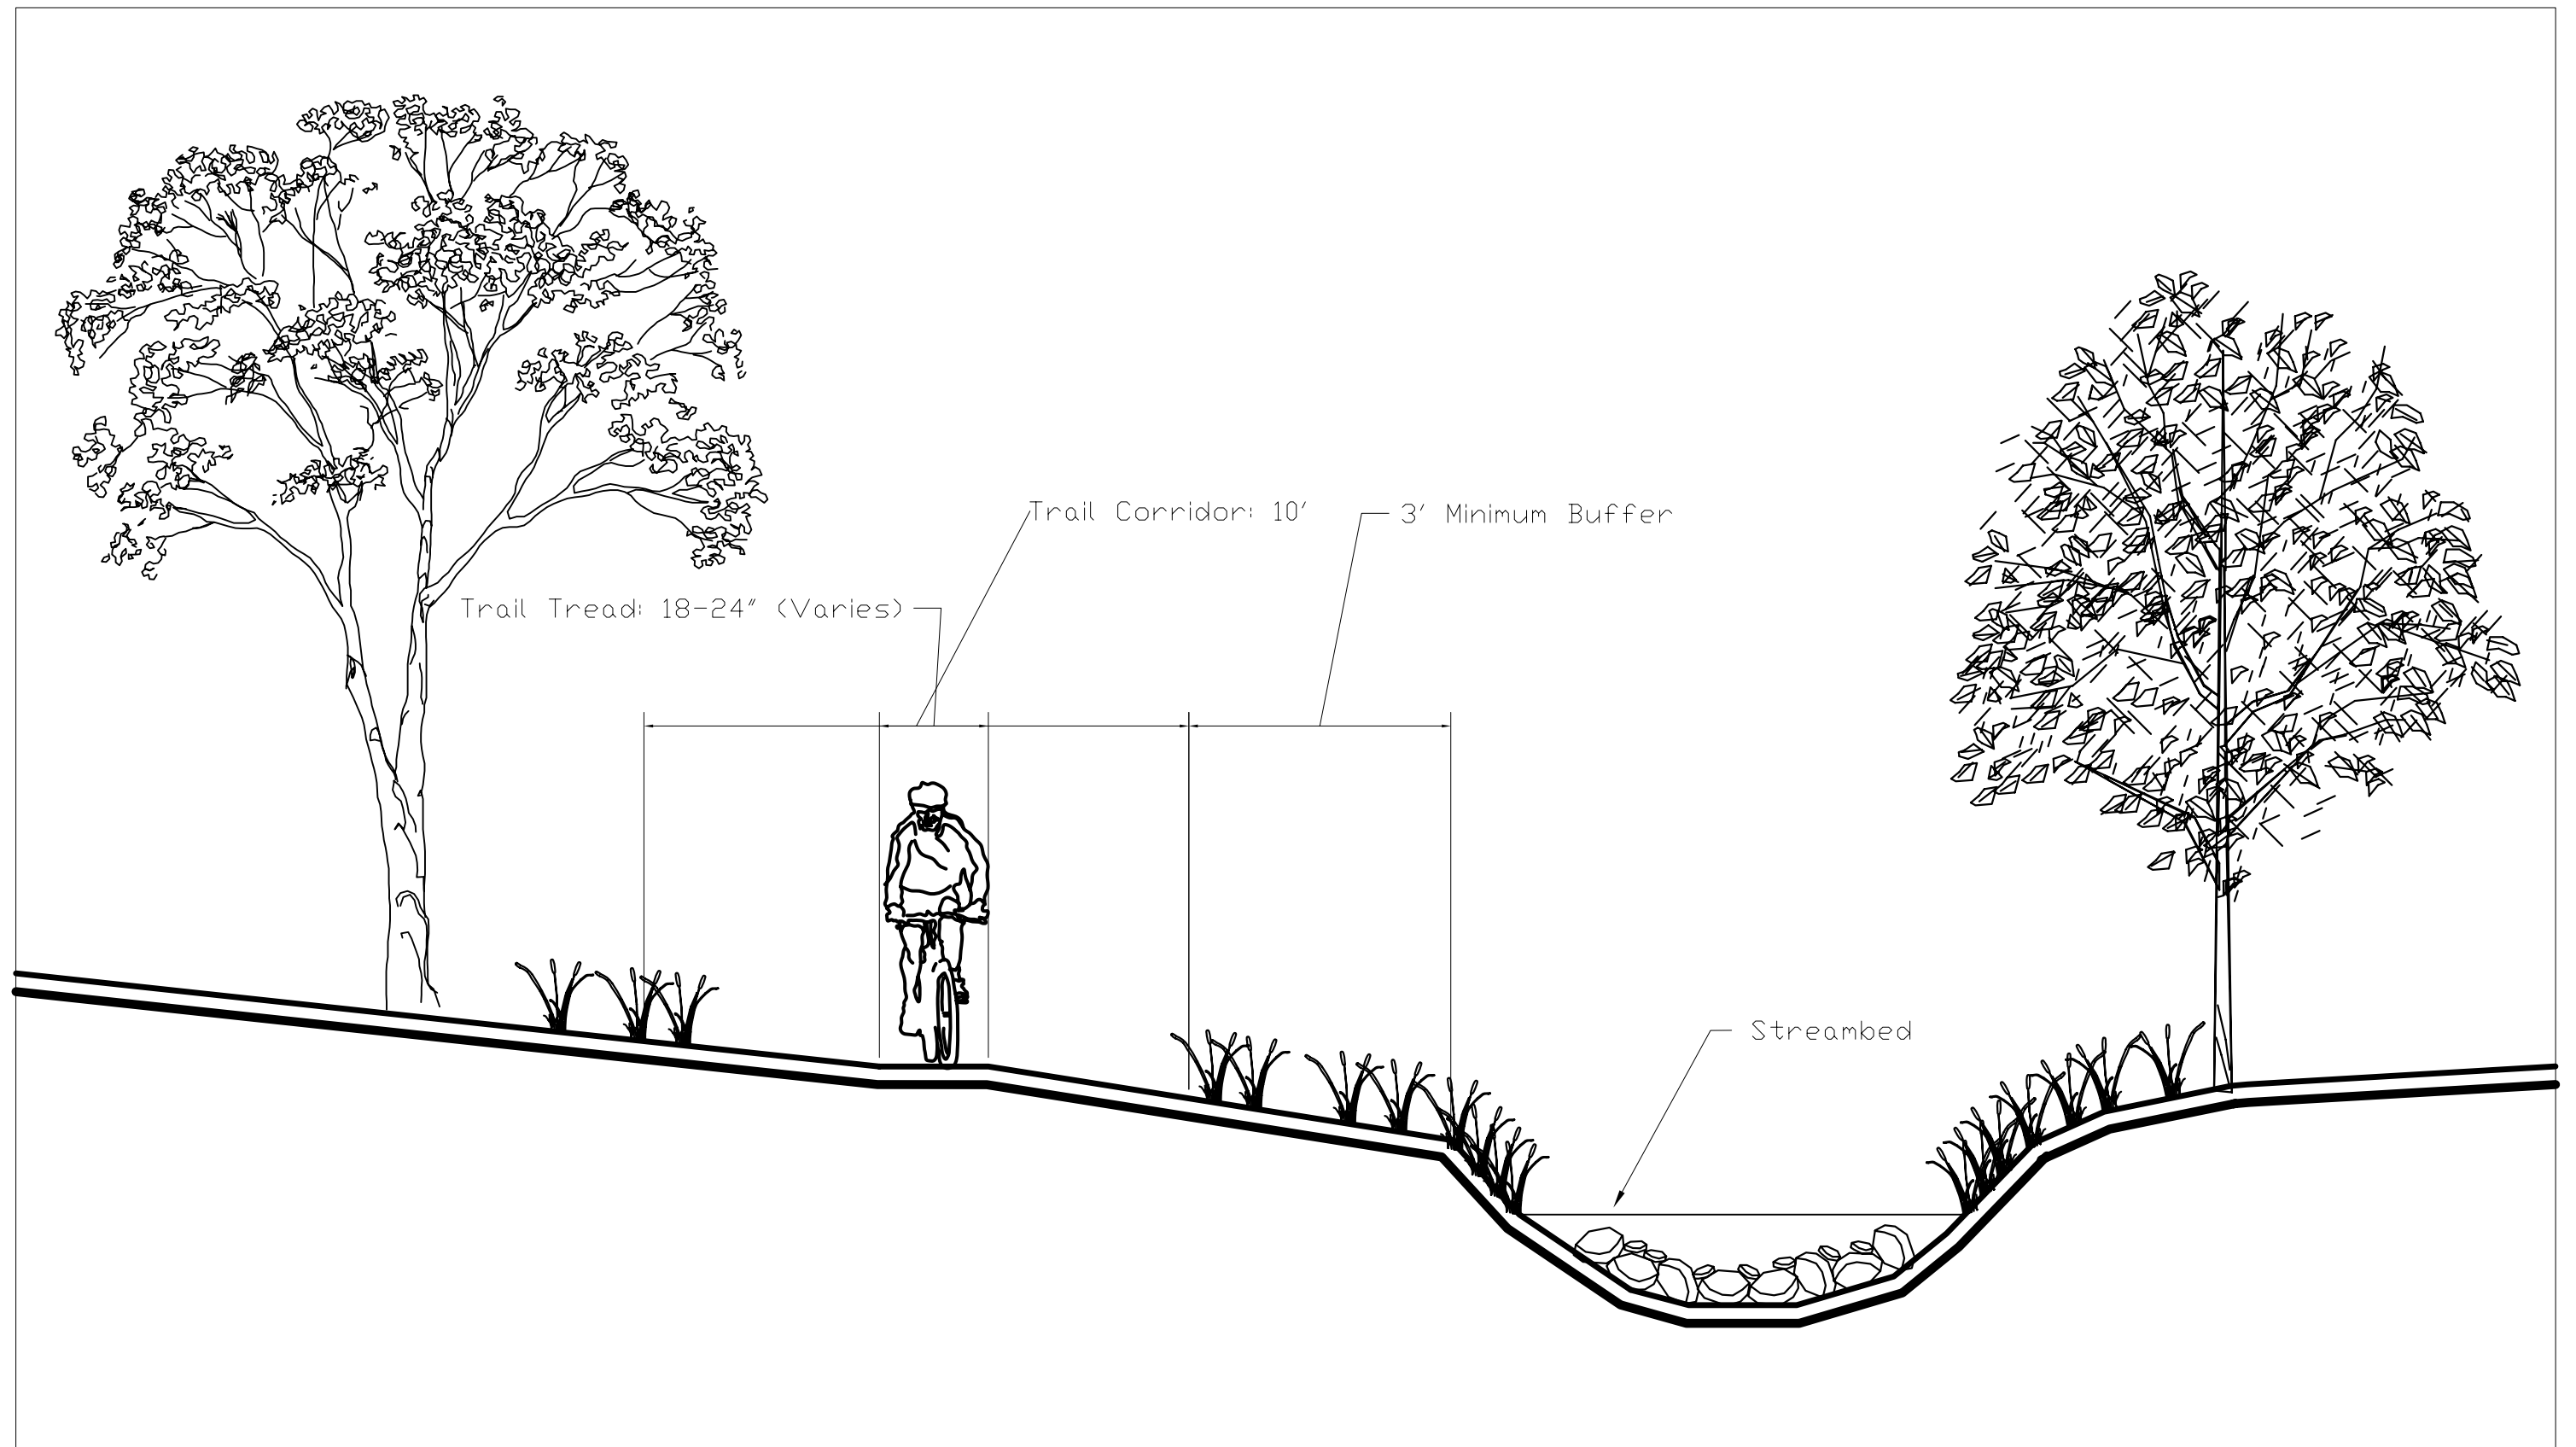 Trail Corridor: 10'
3' Minimum Buffer
Trail Tread: 18-24" (Varies)
Streambed